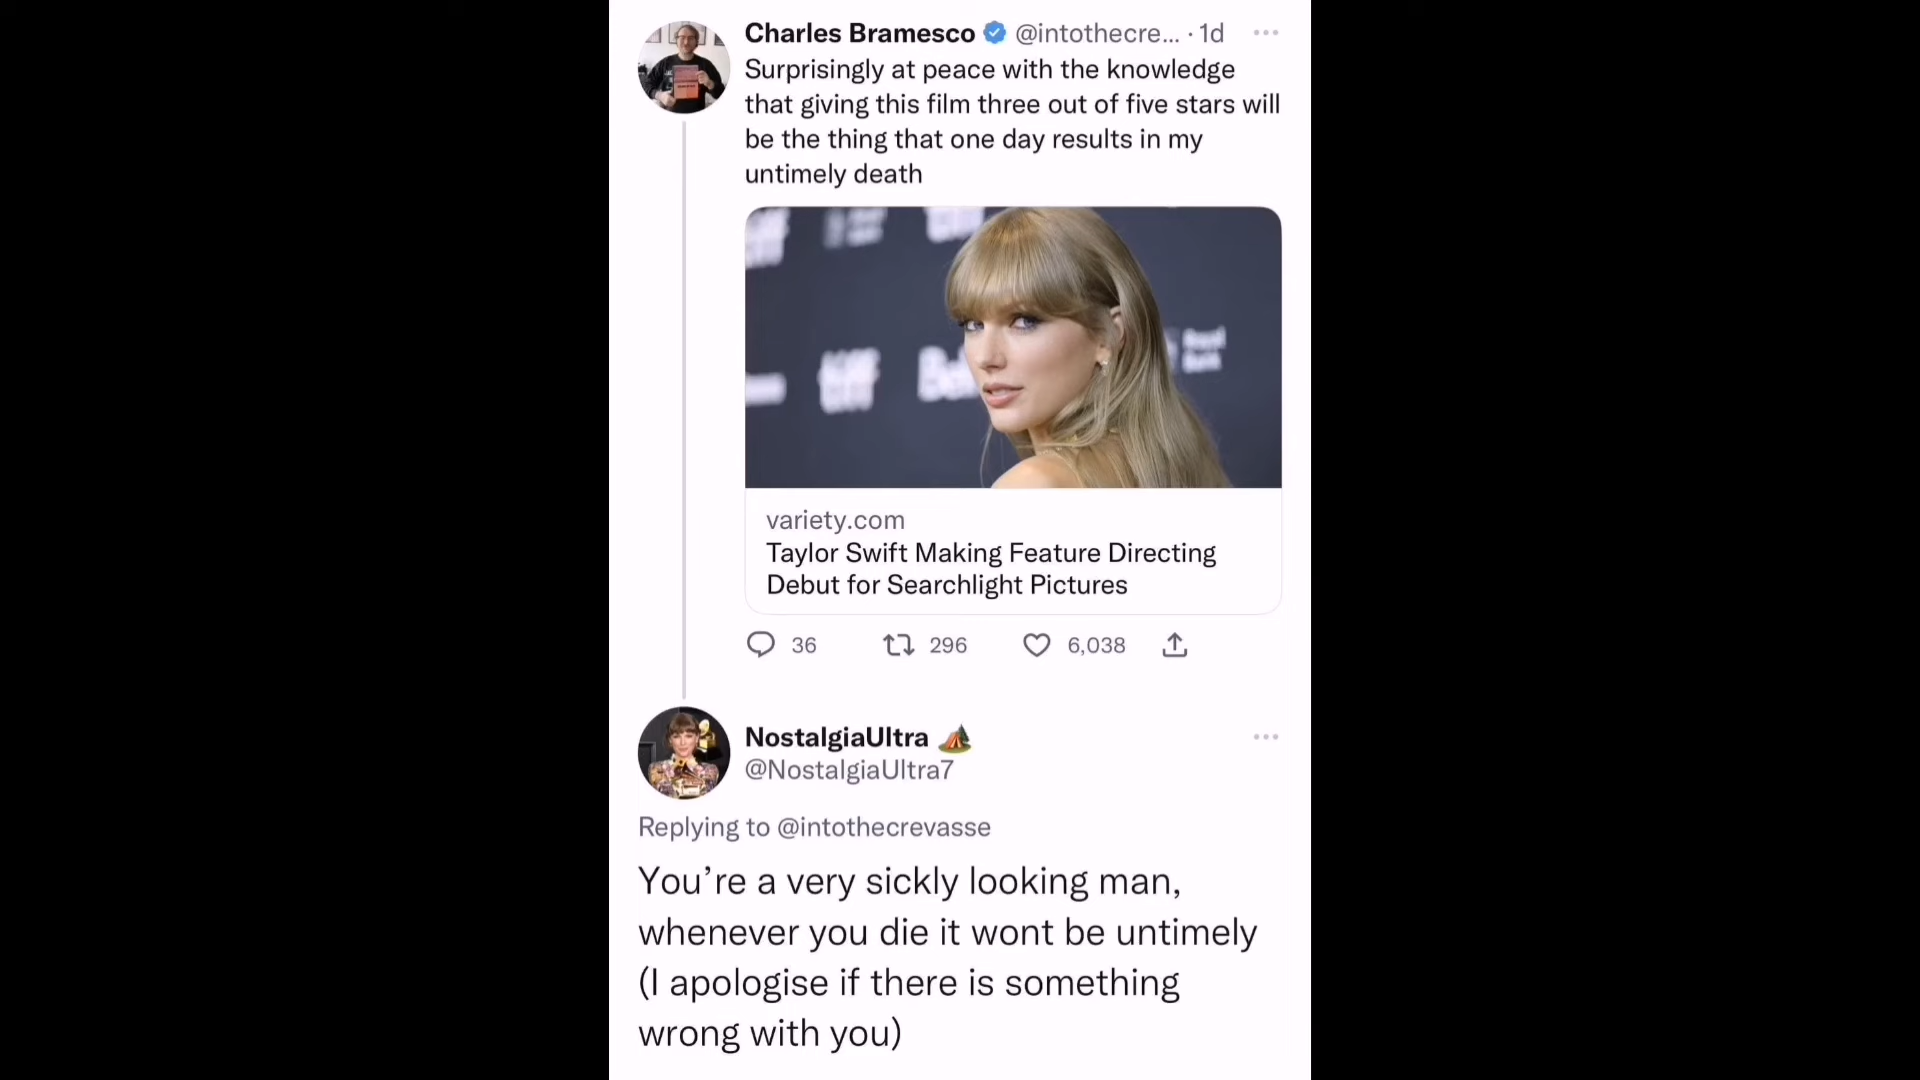 Charles Bramesco @intothecre... · 1d
Surprisingly at peace with the knowledge
that giving this film three out of five stars will
be the thing that one day results in my
untimely death
variety.com
Taylor Swift Making Feature Directing
Debut for Searchlight Pictures
36 296 6,038
NostalgiaUltra
@NostalgiaUltra7
Replying to @intothecrevasse
You’re a very sickly looking man,
whenever you die it wont be untimely
(I apologise if there is something
wrong with you)